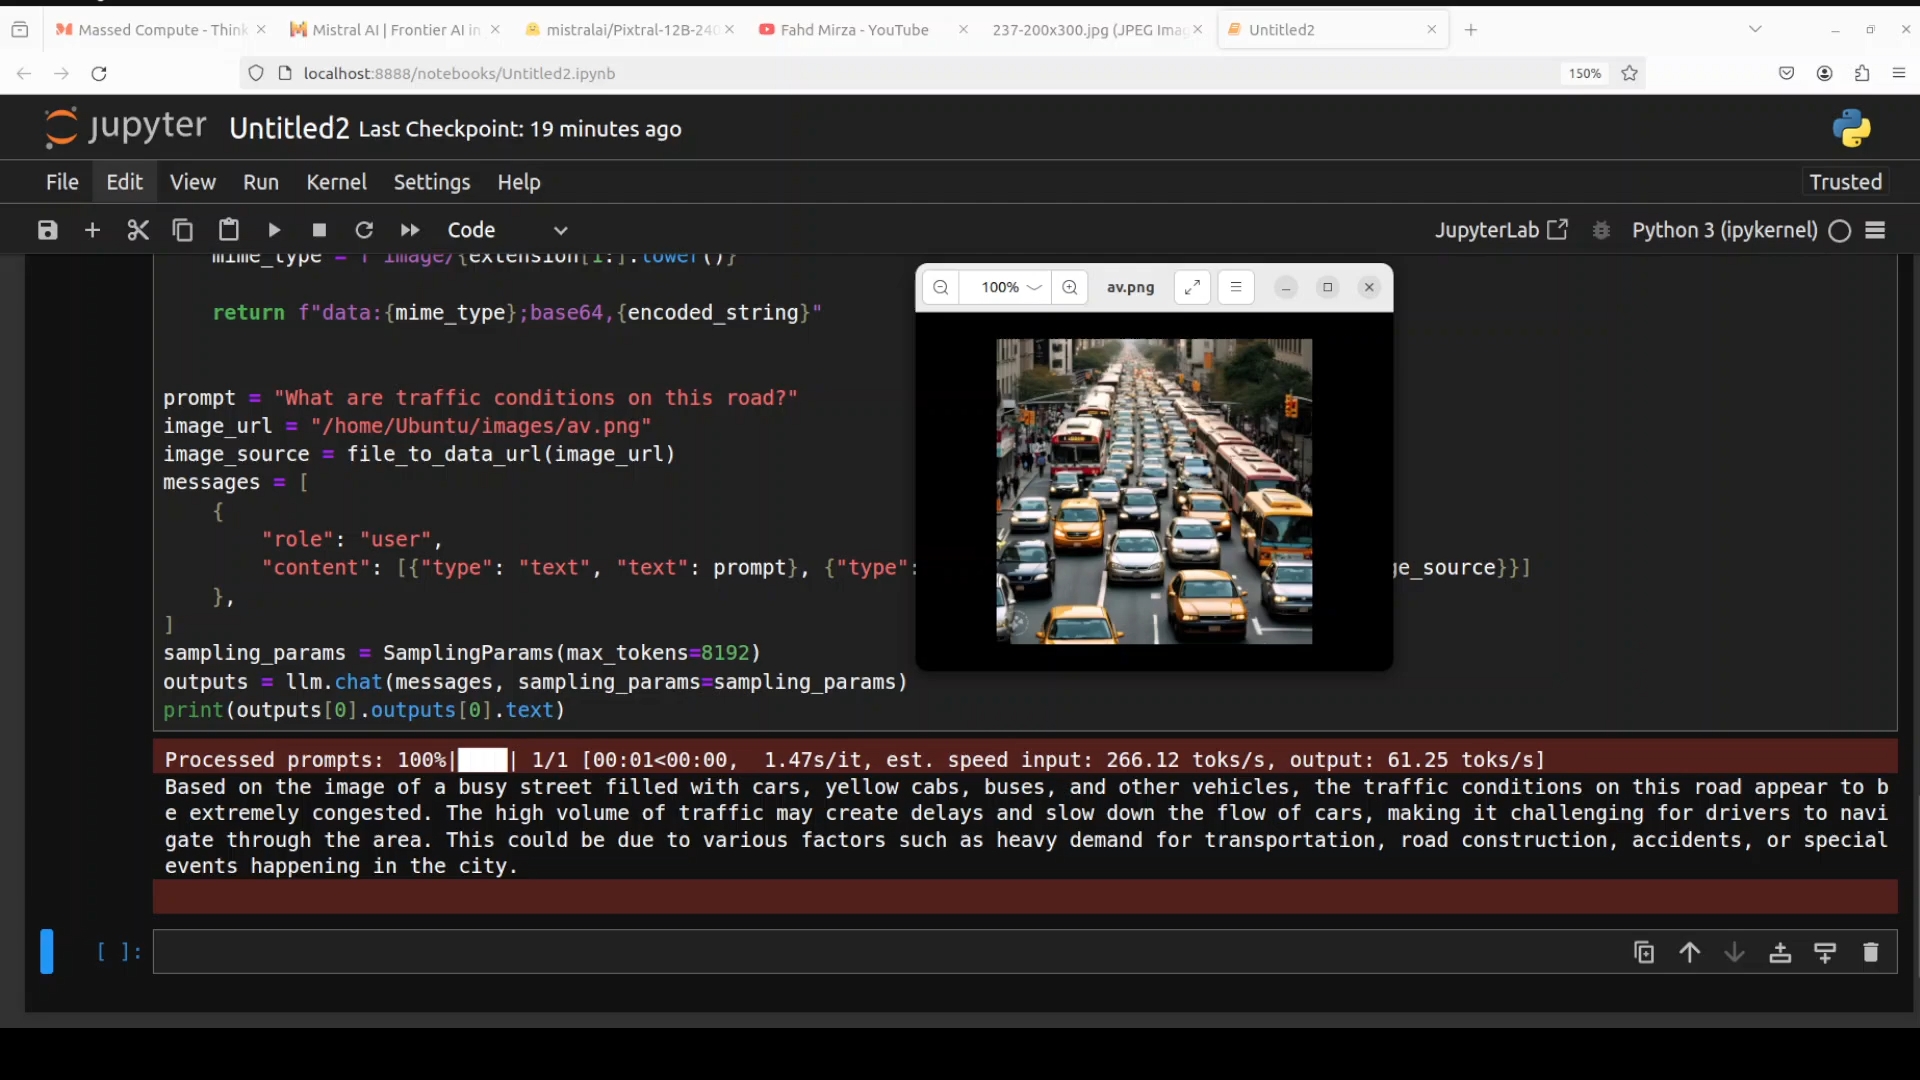 Massed Compute - Think
Mistral AI | Frontier AI in
mistralai/Pixtral-12B-240
Fahd Mirza - YouTube
237-200x300.jpg (JPEG Imag
Untitled2
localhost:8888/notebooks/Untitled2.ipynb
150%
jupyter Untitled2 Last Checkpoint: 19 minutes ago
File Edit View Run Kernel Settings Help Trusted
Code JupyterLab Python 3 (ipykernel)
mime_type = f"image/{extension[1:].lower()}"
return f"data:{mime_type};base64,{encoded_string}"
100% av.png
prompt = "What are traffic conditions on this road?"
image_url = "/home/Ubuntu/images/av.png"
image_source = file_to_data_url(image_url)
messages = [
{
"role": "user",
"content": [{"type": "text", "text": prompt}, {"type": ge_source}}]
},
]
sampling_params = SamplingParams(max_tokens=8192)
outputs = llm.chat(messages, sampling_params=sampling_params)
print(outputs[0].outputs[0].text)
Processed prompts: 100%|████| 1/1 [00:01<00:00, 1.47s/it, est. speed input: 266.12 toks/s, output: 61.25 toks/s]
Based on the image of a busy street filled with cars, yellow cabs, buses, and other vehicles, the traffic conditions on this road appear to b
e extremely congested. The high volume of traffic may create delays and slow down the flow of cars, making it challenging for drivers to navi
gate through the area. This could be due to various factors such as heavy demand for transportation, road construction, accidents, or special
events happening in the city.
[ ]: